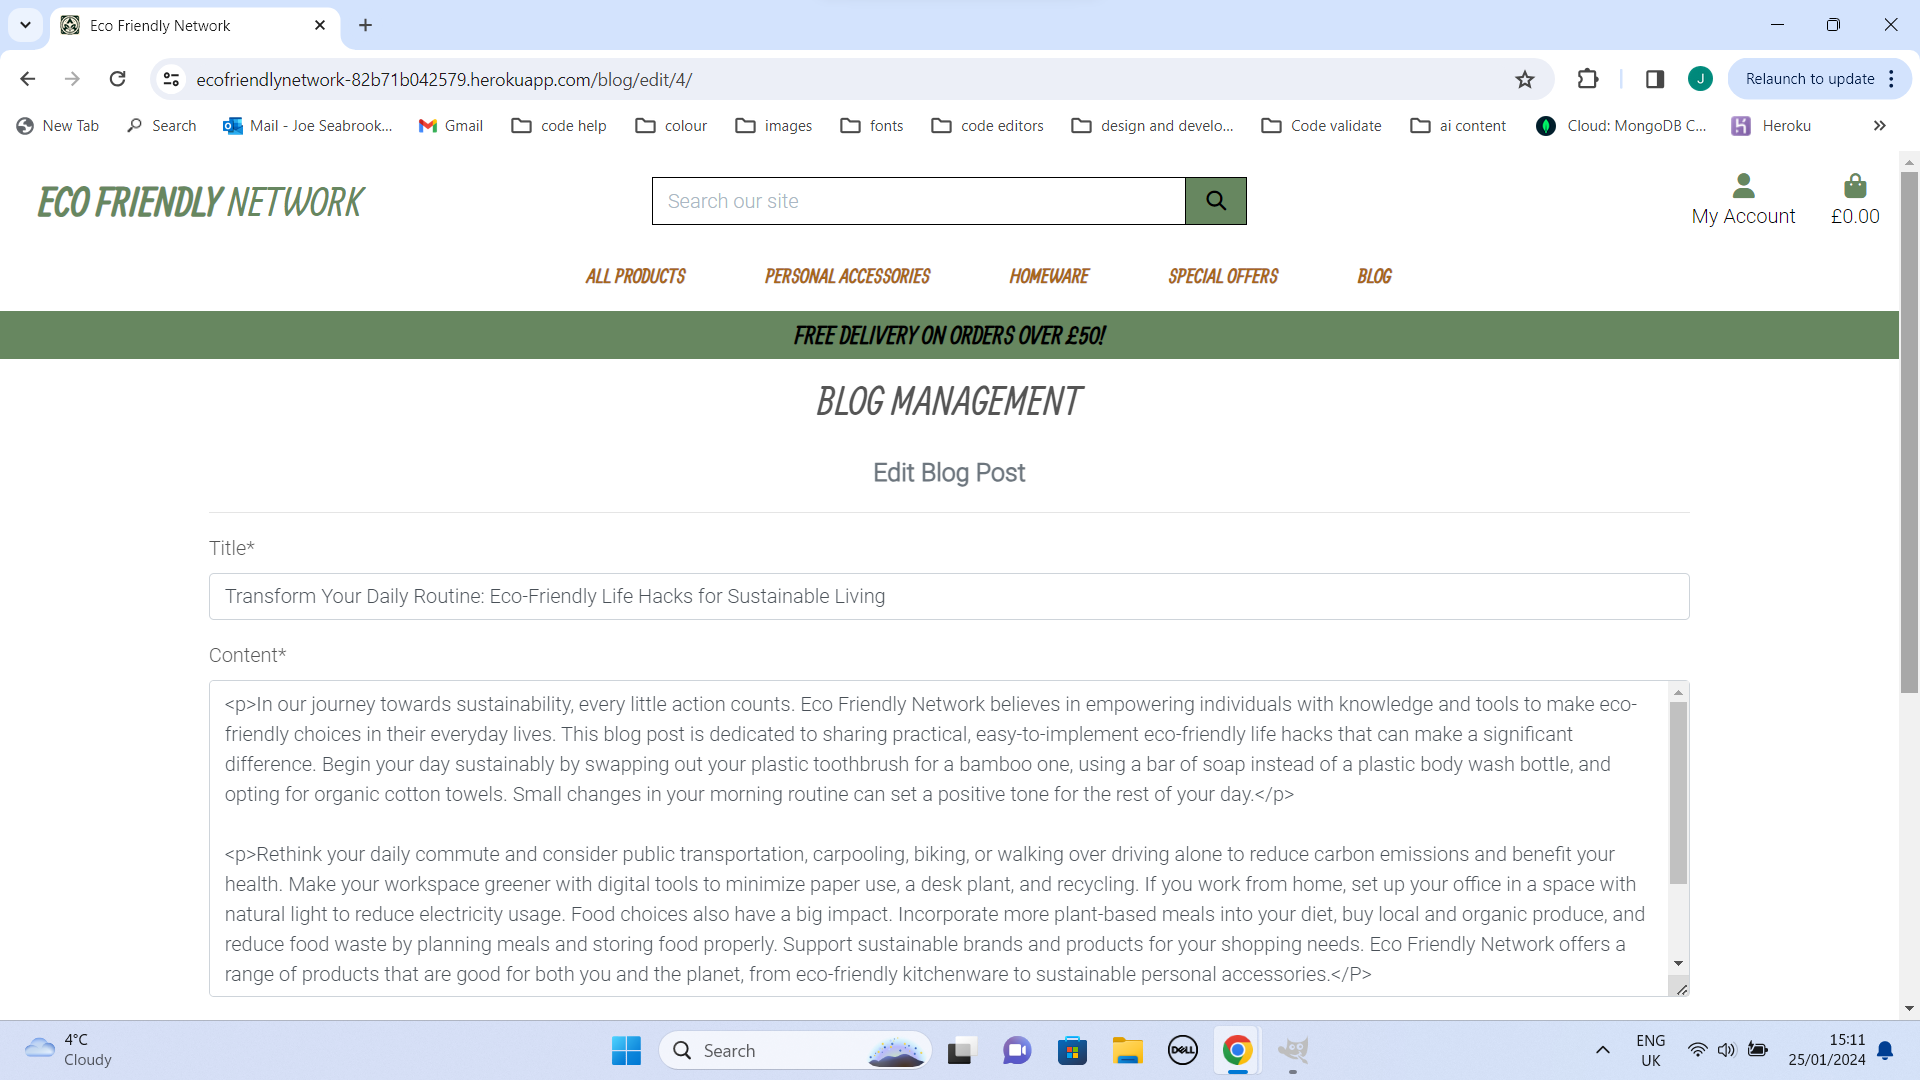 Eco Friendly Network
ecofriendlynetwork-82b71b042579.herokuapp.com/blog/edit/4/
J
Relaunch to update
New Tab
Search
Mail - Joe Seabrook...
Gmail
code help
colour
images
fonts
code editors
design and develo...
Code validate
ai content
Cloud: MongoDB C...
Heroku
ECO FRIENDLY NETWORK
Search our site
My Account
£0.00
ALL PRODUCTS
PERSONAL ACCESSORIES
HOMEWARE
SPECIAL OFFERS
BLOG
FREE DELIVERY ON ORDERS OVER £50!
BLOG MANAGEMENT
Edit Blog Post
Title*
Transform Your Daily Routine: Eco-Friendly Life Hacks for Sustainable Living
Content*
<p>In our journey towards sustainability, every little action counts. Eco Friendly Network believes in empowering individuals with knowledge and tools to make eco-
friendly choices in their everyday lives. This blog post is dedicated to sharing practical, easy-to-implement eco-friendly life hacks that can make a significant
difference. Begin your day sustainably by swapping out your plastic toothbrush for a bamboo one, using a bar of soap instead of a plastic body wash bottle, and
opting for organic cotton towels. Small changes in your morning routine can set a positive tone for the rest of your day.</p>
<p>Rethink your daily commute and consider public transportation, carpooling, biking, or walking over driving alone to reduce carbon emissions and benefit your
health. Make your workspace greener with digital tools to minimize paper use, a desk plant, and recycling. If you work from home, set up your office in a space with
natural light to reduce electricity usage. Food choices also have a big impact. Incorporate more plant-based meals into your diet, buy local and organic produce, and
reduce food waste by planning meals and storing food properly. Support sustainable brands and products for your shopping needs. Eco Friendly Network offers a
range of products that are good for both you and the planet, from eco-friendly kitchenware to sustainable personal accessories.</P>
4°C
Cloudy
Search
DELL
ENG
UK
15:11
25/01/2024